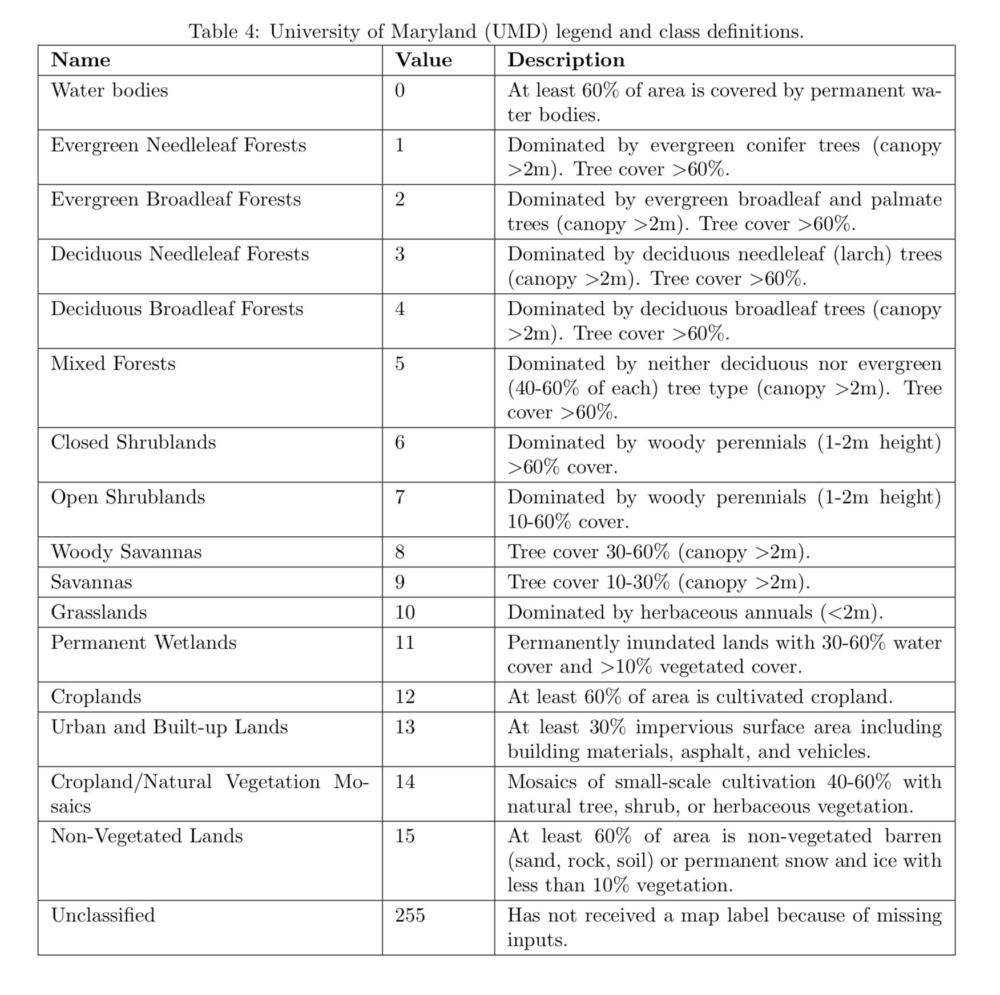 Table 4: University of Maryland (UMD) legend and class definitions.
Name Value Description
Water bodies 0 At least 60% of area is covered by permanent wa-
ter bodies.
Evergreen Needleleaf Forests 1 Dominated by evergreen conifer trees (canopy
>2m). Tree cover >60%.
Evergreen Broadleaf Forests 2 Dominated by evergreen broadleaf and palmate
trees (canopy >2m). Tree cover >60%.
Deciduous Needleleaf Forests 3 Dominated by deciduous needleleaf (larch) trees
(canopy >2m). Tree cover >60%.
Deciduous Broadleaf Forests 4 Dominated by deciduous broadleaf trees (canopy
>2m). Tree cover >60%.
Mixed Forests 5 Dominated by neither deciduous nor evergreen
(40-60% of each) tree type (canopy >2m). Tree
cover >60%.
Closed Shrublands 6 Dominated by woody perennials (1-2m height)
>60% cover.
Open Shrublands 7 Dominated by woody perennials (1-2m height)
10-60% cover.
Woody Savannas 8 Tree cover 30-60% (canopy >2m).
Savannas 9 Tree cover 10-30% (canopy >2m).
Grasslands 10 Dominated by herbaceous annuals (<2m).
Permanent Wetlands 11 Permanently inundated lands with 30-60% water
cover and >10% vegetated cover.
Croplands 12 At least 60% of area is cultivated cropland.
Urban and Built-up Lands 13 At least 30% impervious surface area including
building materials, asphalt, and vehicles.
Cropland/Natural Vegetation Mo- 14 Mosaics of small-scale cultivation 40-60% with
saics natural tree, shrub, or herbaceous vegetation.
Non-Vegetated Lands 15 At least 60% of area is non-vegetated barren
(sand, rock, soil) or permanent snow and ice with
less than 10% vegetation.
Unclassified 255 Has not received a map label because of missing
inputs.